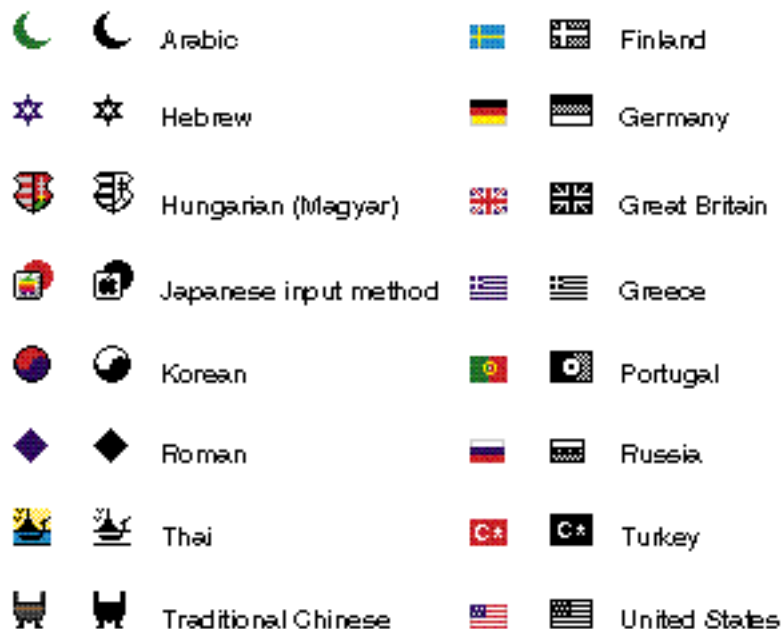 Arabic
Finland
Hebrew
Germany
Hungarian (Magyar)
Great Britain
Japanese input method
Greece
Korean
Portugal
Roman
Russia
Thai
Turkey
Traditional Chinese
United States